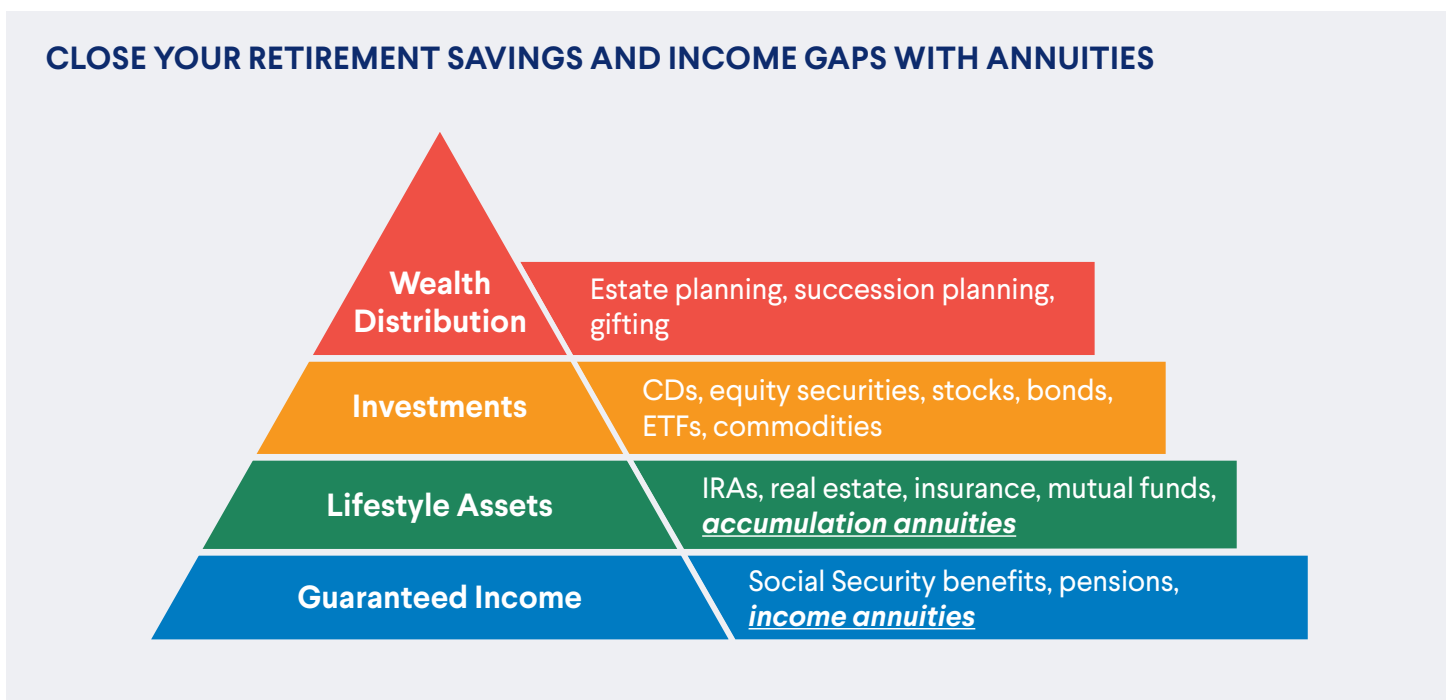 CLOSE YOUR RETIREMENT SAVINGS AND INCOME GAPS WITH ANNUITIES
Wealth
Distribution
Estate planning, succession planning,
gifting
Investments
CDs, equity securities, stocks, bonds,
ETFs, commodities
Lifestyle Assets
IRAs, real estate, insurance, mutual funds,
accumulation annuities
Guaranteed Income
Social Security benefits, pensions,
income annuities